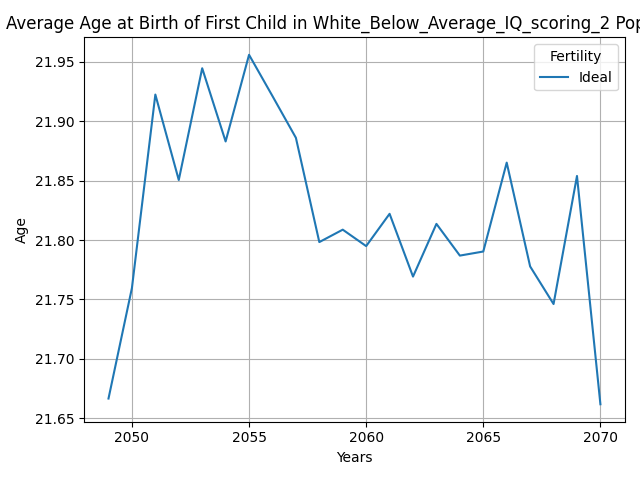 Average Age at Birth of First Child in White_Below_Average_IQ_scoring_2 Pop
Fertility
Ideal
21.95
21.90
21.85
21.80
21.75
21.70
21.65
Age
2050 2055 2060 2065 2070
Years